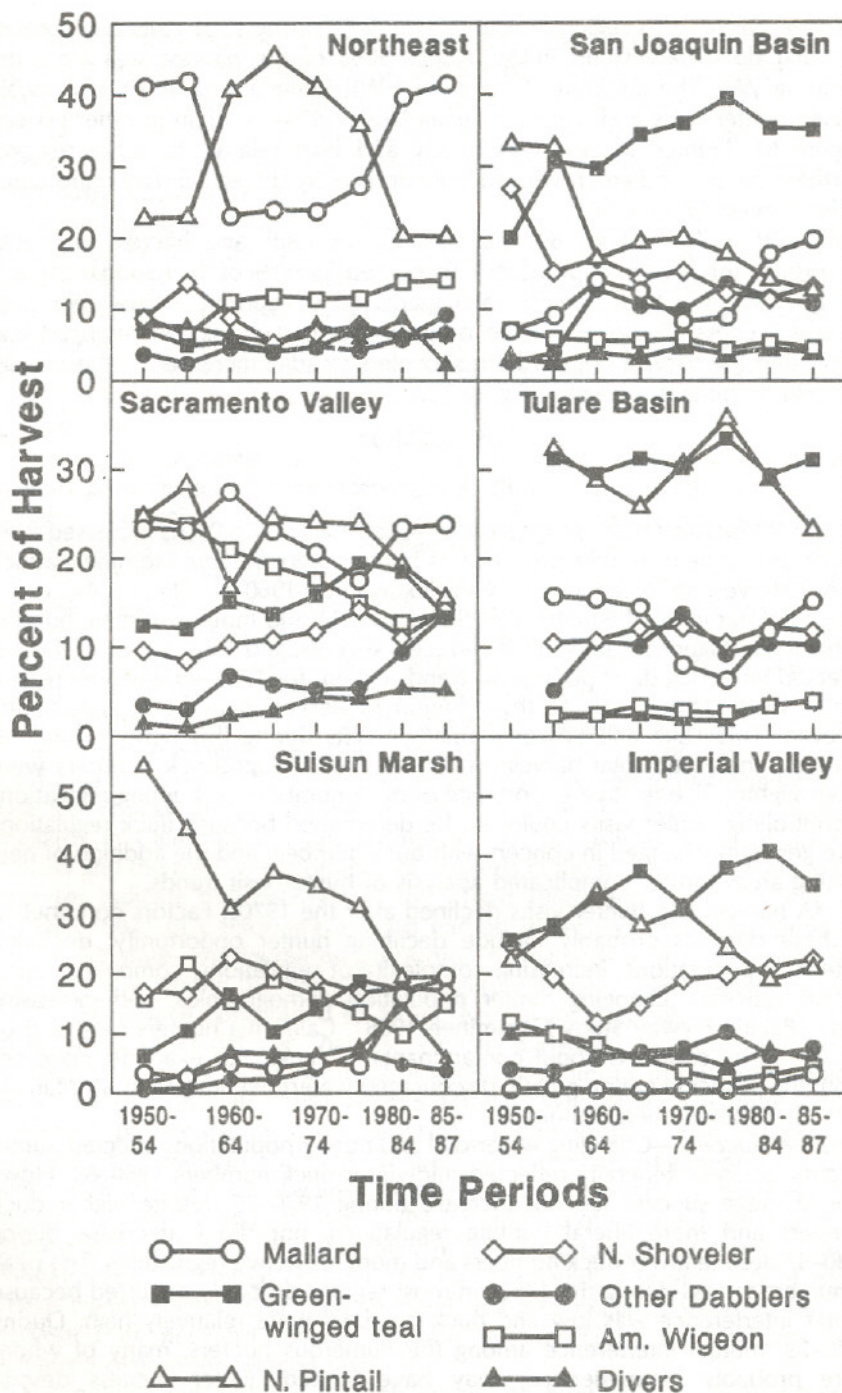 Northeast
San Joaquin Basin
50
40
30
20
10
0
Sacramento Valley
Tulare Basin
30
20
10
0
Suisun Marsh
Imperial Valley
50
40
30
20
10
0
Percent of Harvest
1950-54
1960-64
1970-74
1980-84
85-87
1950-54
1960-64
1970-74
1980-84
85-87
Time Periods
Mallard
N. Shoveler
Green-
winged teal
Other Dabblers
Am. Wigeon
N. Pintail
Divers